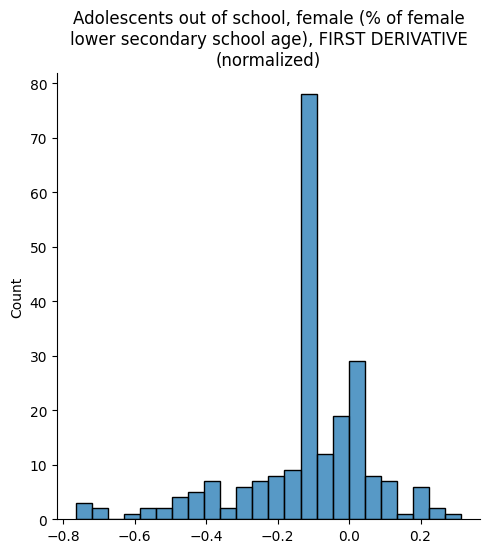 Adolescents out of school, female (% of female
lower secondary school age), FIRST DERIVATIVE
(normalized)
80
70
60
50
40
30
20
10
0
Count
−0.8 −0.6 −0.4 −0.2 0.0 0.2